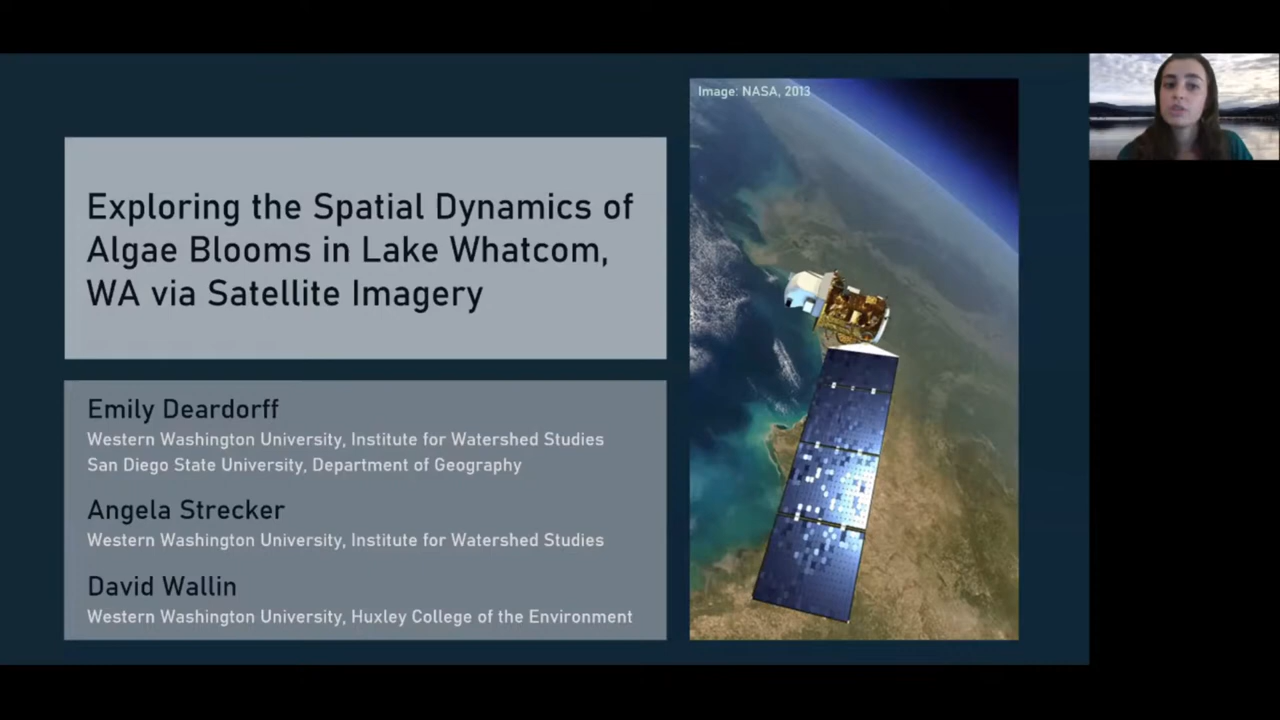 Image: NASA, 2013
Exploring the Spatial Dynamics of
Algae Blooms in Lake Whatcom,
WA via Satellite Imagery
Emily Deardorff
Western Washington University, Institute for Watershed Studies
San Diego State University, Department of Geography
Angela Strecker
Western Washington University, Institute for Watershed Studies
David Wallin
Western Washington University, Huxley College of the Environment